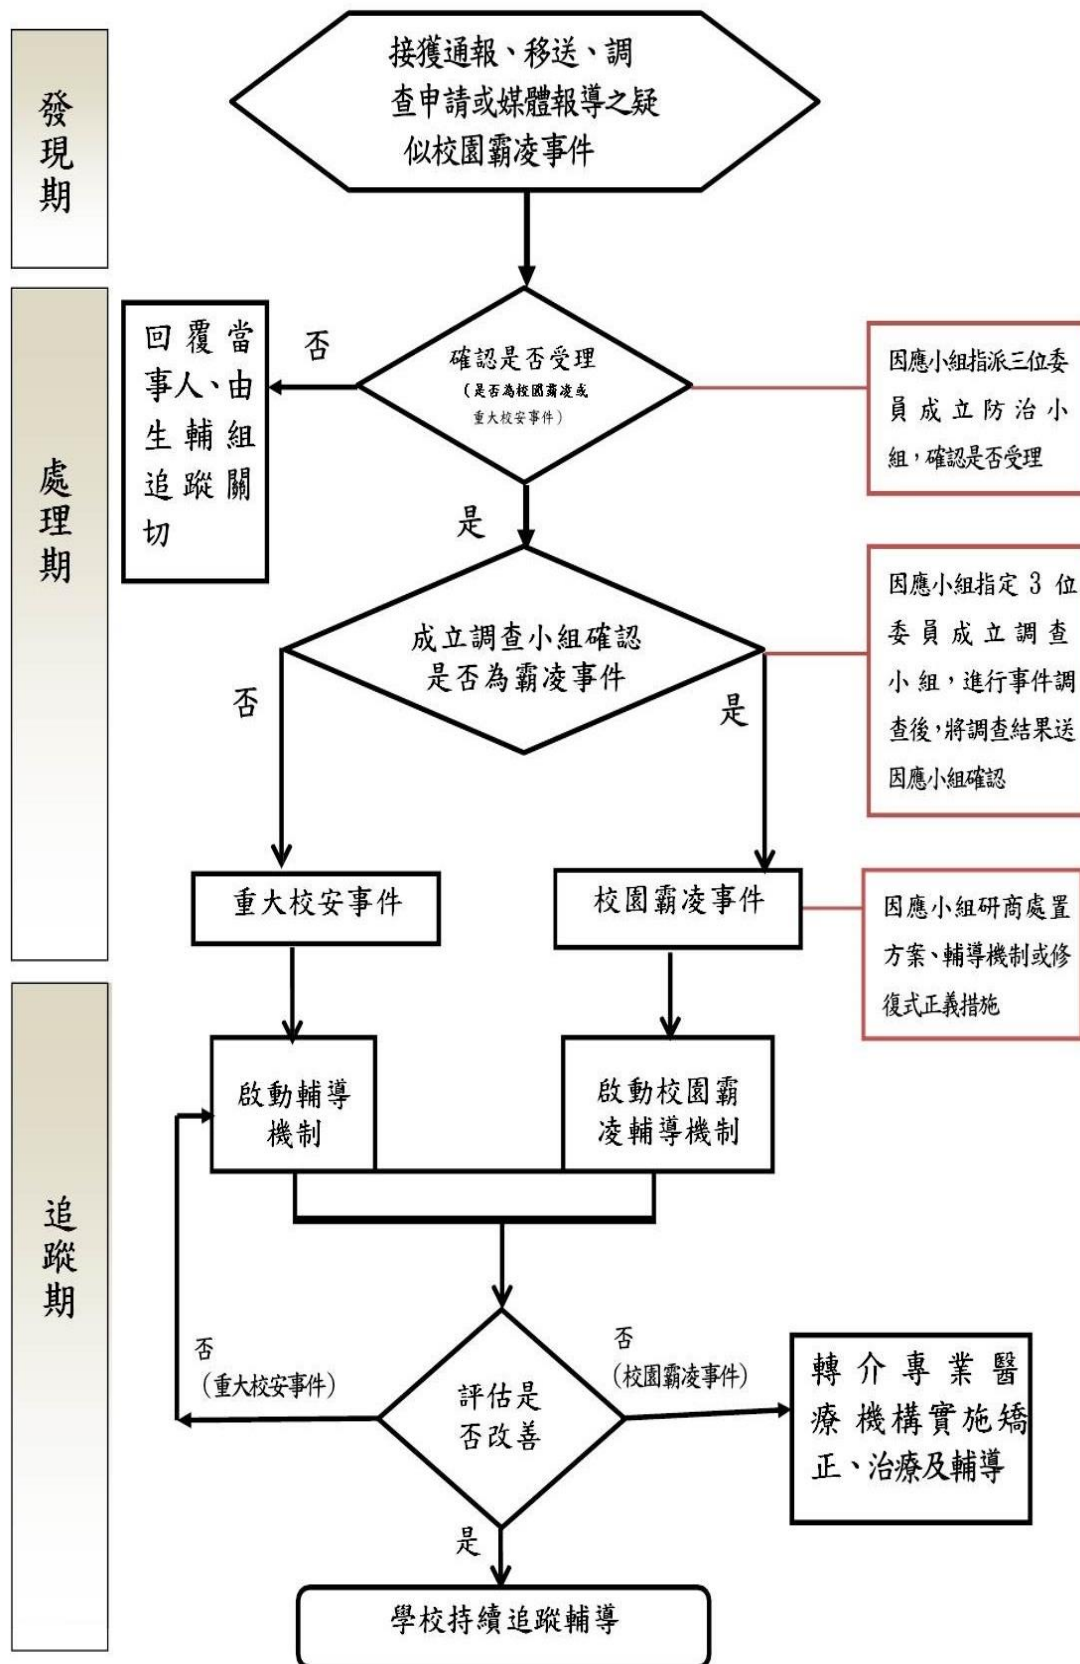 發現期
接獲通報、移送、調
查申請或媒體報導之疑
似校園霸凌事件
處理期
回覆當
事人、由
生輔組
追蹤關
切
否
確認是否受理
(是否為校園霸凌或
重大校安事件)
因應小組指派三位委
員成立防治小
組，確認是否受理
是
成立調查小組確認
是否為霸凌事件
因應小組指定 3 位
委員成立調查
小組，進行事件調
查後，將調查結果送
因應小組確認
否
是
重大校安事件
校園霸凌事件
因應小組研商處置
方案、輔導機制或修
復式正義措施
追蹤期
啟動輔導
機制
啟動校園霸
凌輔導機制
否
(重大校安事件)
評估是
否改善
否
(校園霸凌事件)
轉介專業醫
療機構實施矯
正、治療及輔導
是
學校持續追蹤輔導